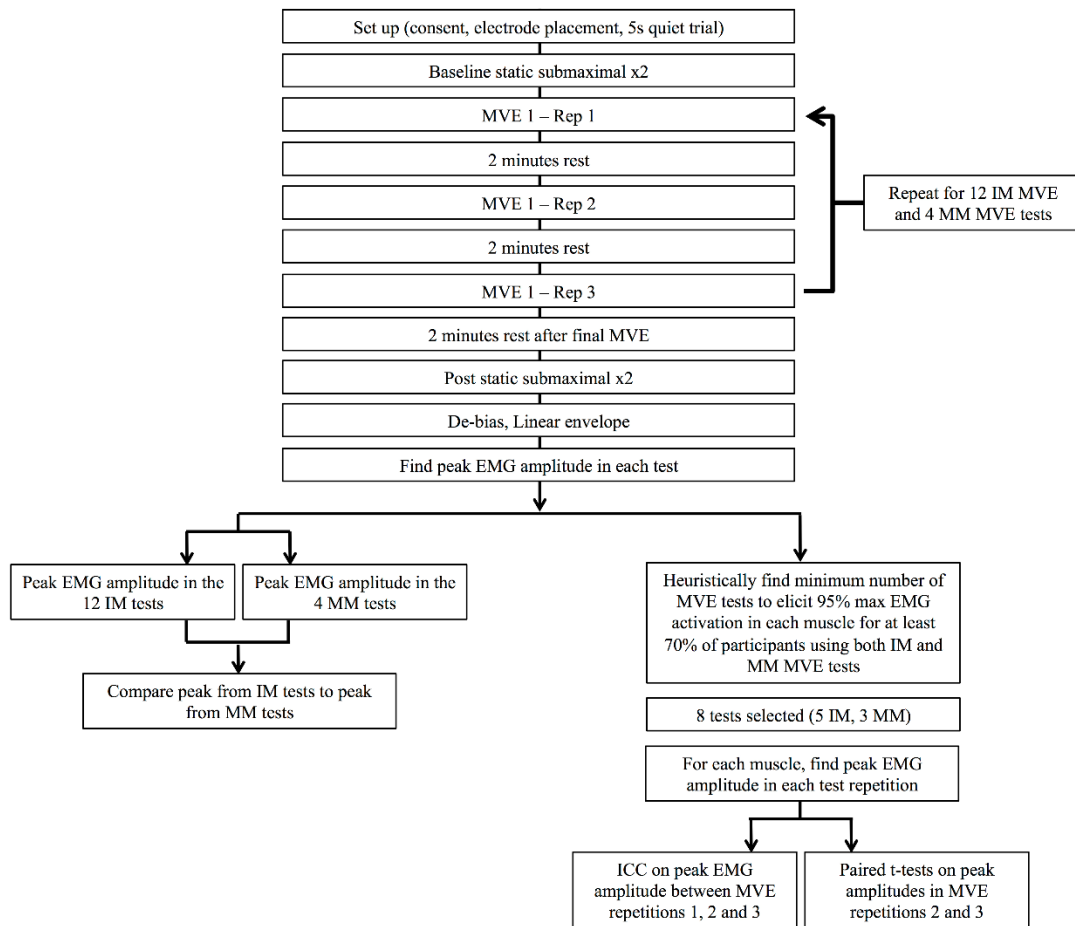 Set up (consent, electrode placement, 5s quiet trial)
Baseline static submaximal x2
MVE 1 – Rep 1
2 minutes rest
MVE 1 – Rep 2
2 minutes rest
MVE 1 – Rep 3
Repeat for 12 IM MVE
and 4 MM MVE tests
2 minutes rest after final MVE
Post static submaximal x2
De-bias, Linear envelope
Find peak EMG amplitude in each test
Peak EMG amplitude in the
12 IM tests
Peak EMG amplitude in
the 4 MM tests
Compare peak from IM tests to peak
from MM tests
Heuristically find minimum number of
MVE tests to elicit 95% max EMG
activation in each muscle for at least
70% of participants using both IM and
MM MVE tests
8 tests selected (5 IM, 3 MM)
For each muscle, find peak EMG
amplitude in each test repetition
ICC on peak EMG
amplitude between MVE
repetitions 1, 2 and 3
Paired t-tests on peak
amplitudes in MVE
repetitions 2 and 3